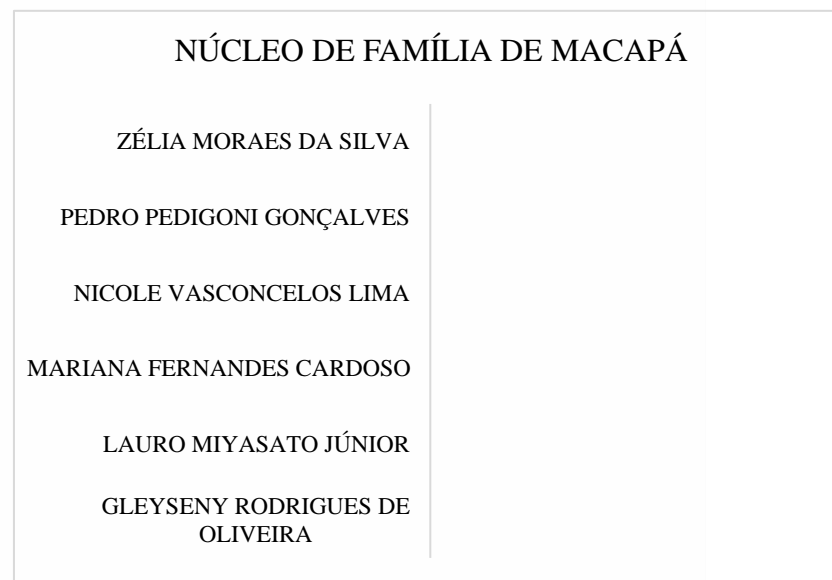 NÚCLEO DE FAMÍLIA DE MACAPÁ
ZÉLIA MORAES DA SILVA
PEDRO PEDIGONI GONÇALVES
NICOLE VASCONCELOS LIMA
MARIANA FERNANDES CARDOSO
LAURO MIYASATO JÚNIOR
GLEYSENY RODRIGUES DE
OLIVEIRA